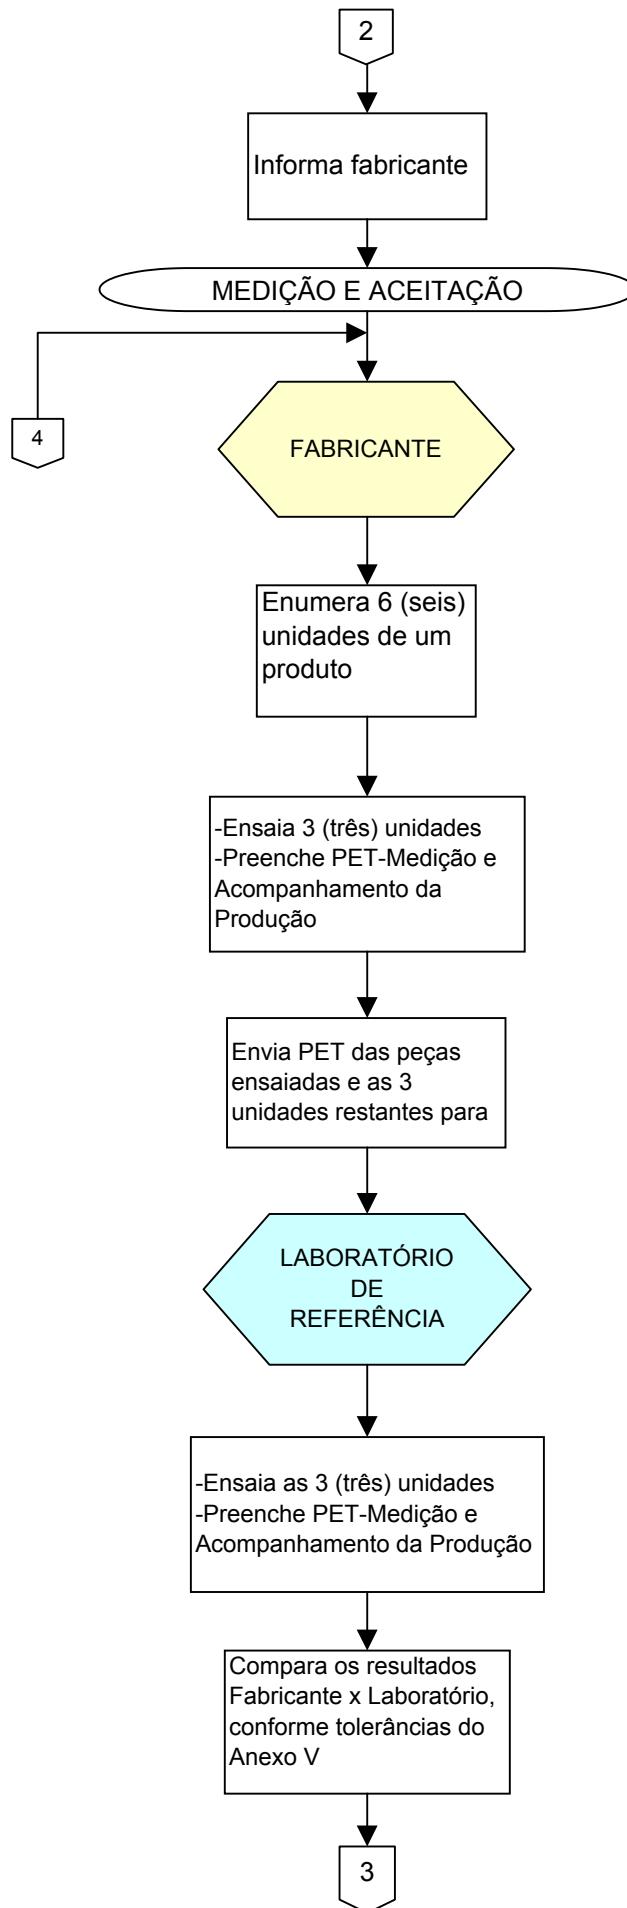 2
Informa fabricante
MEDIÇÃO E ACEITAÇÃO
4
FABRICANTE
Enumera 6 (seis)
unidades de um
produto
-Ensaia 3 (três) unidades
-Preenche PET-Medição e
Acompanhamento da
Produção
Envia PET das peças
ensaiadas e as 3
unidades restantes para
LABORATÓRIO
DE
REFERÊNCIA
-Ensaia as 3 (três) unidades
-Preenche PET-Medição e
Acompanhamento da Produção
Compara os resultados
Fabricante x Laboratório,
conforme tolerâncias do
Anexo V
3